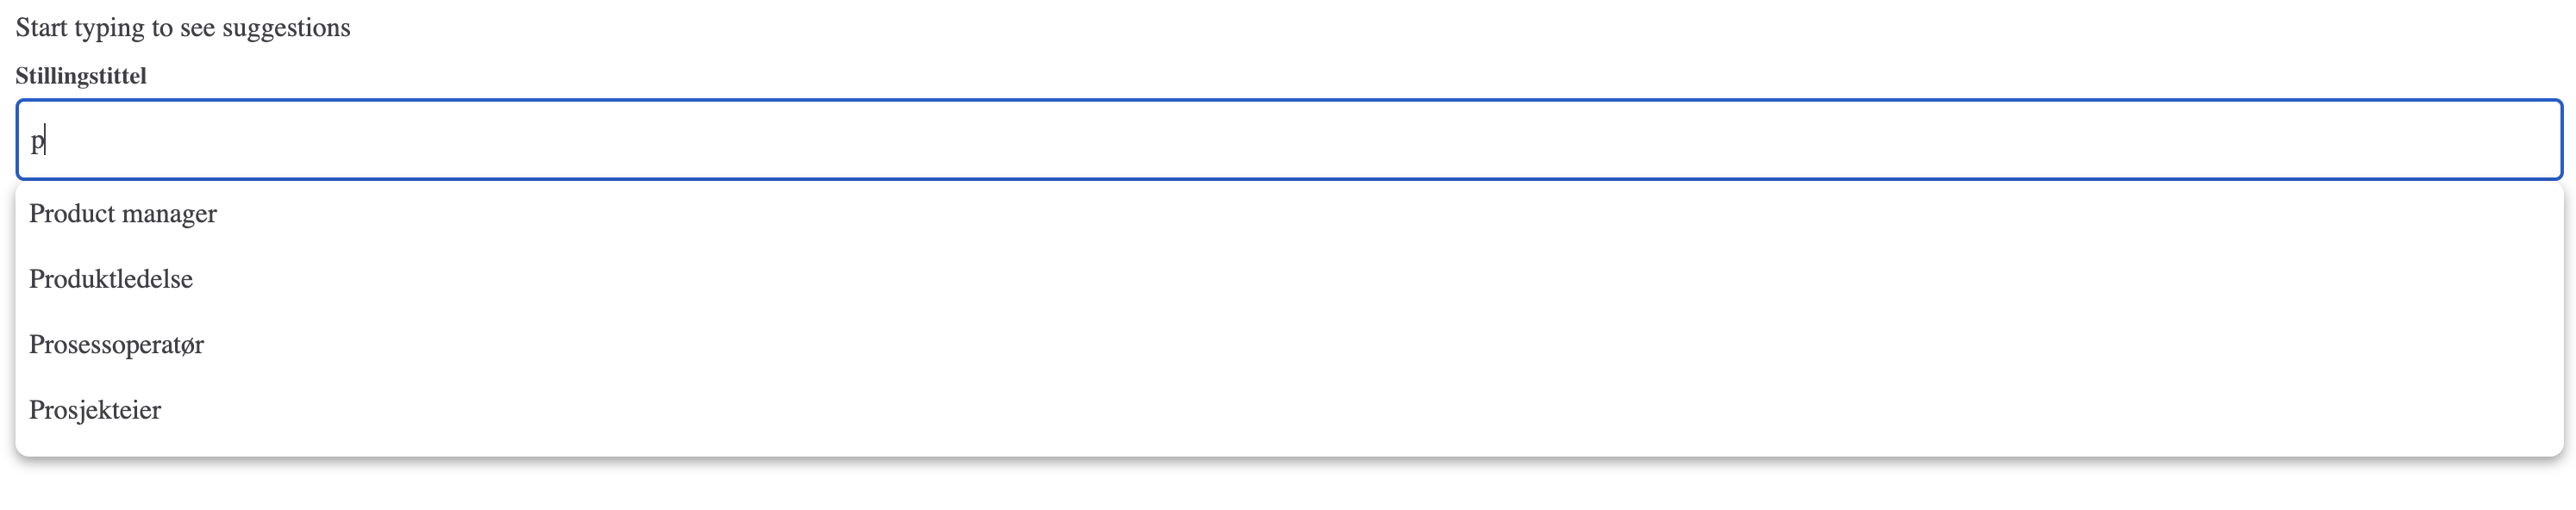 Start typing to see suggestions
Stillingstittel
p
Product manager
Produktledelse
Prosessoperatør
Prosjekteier